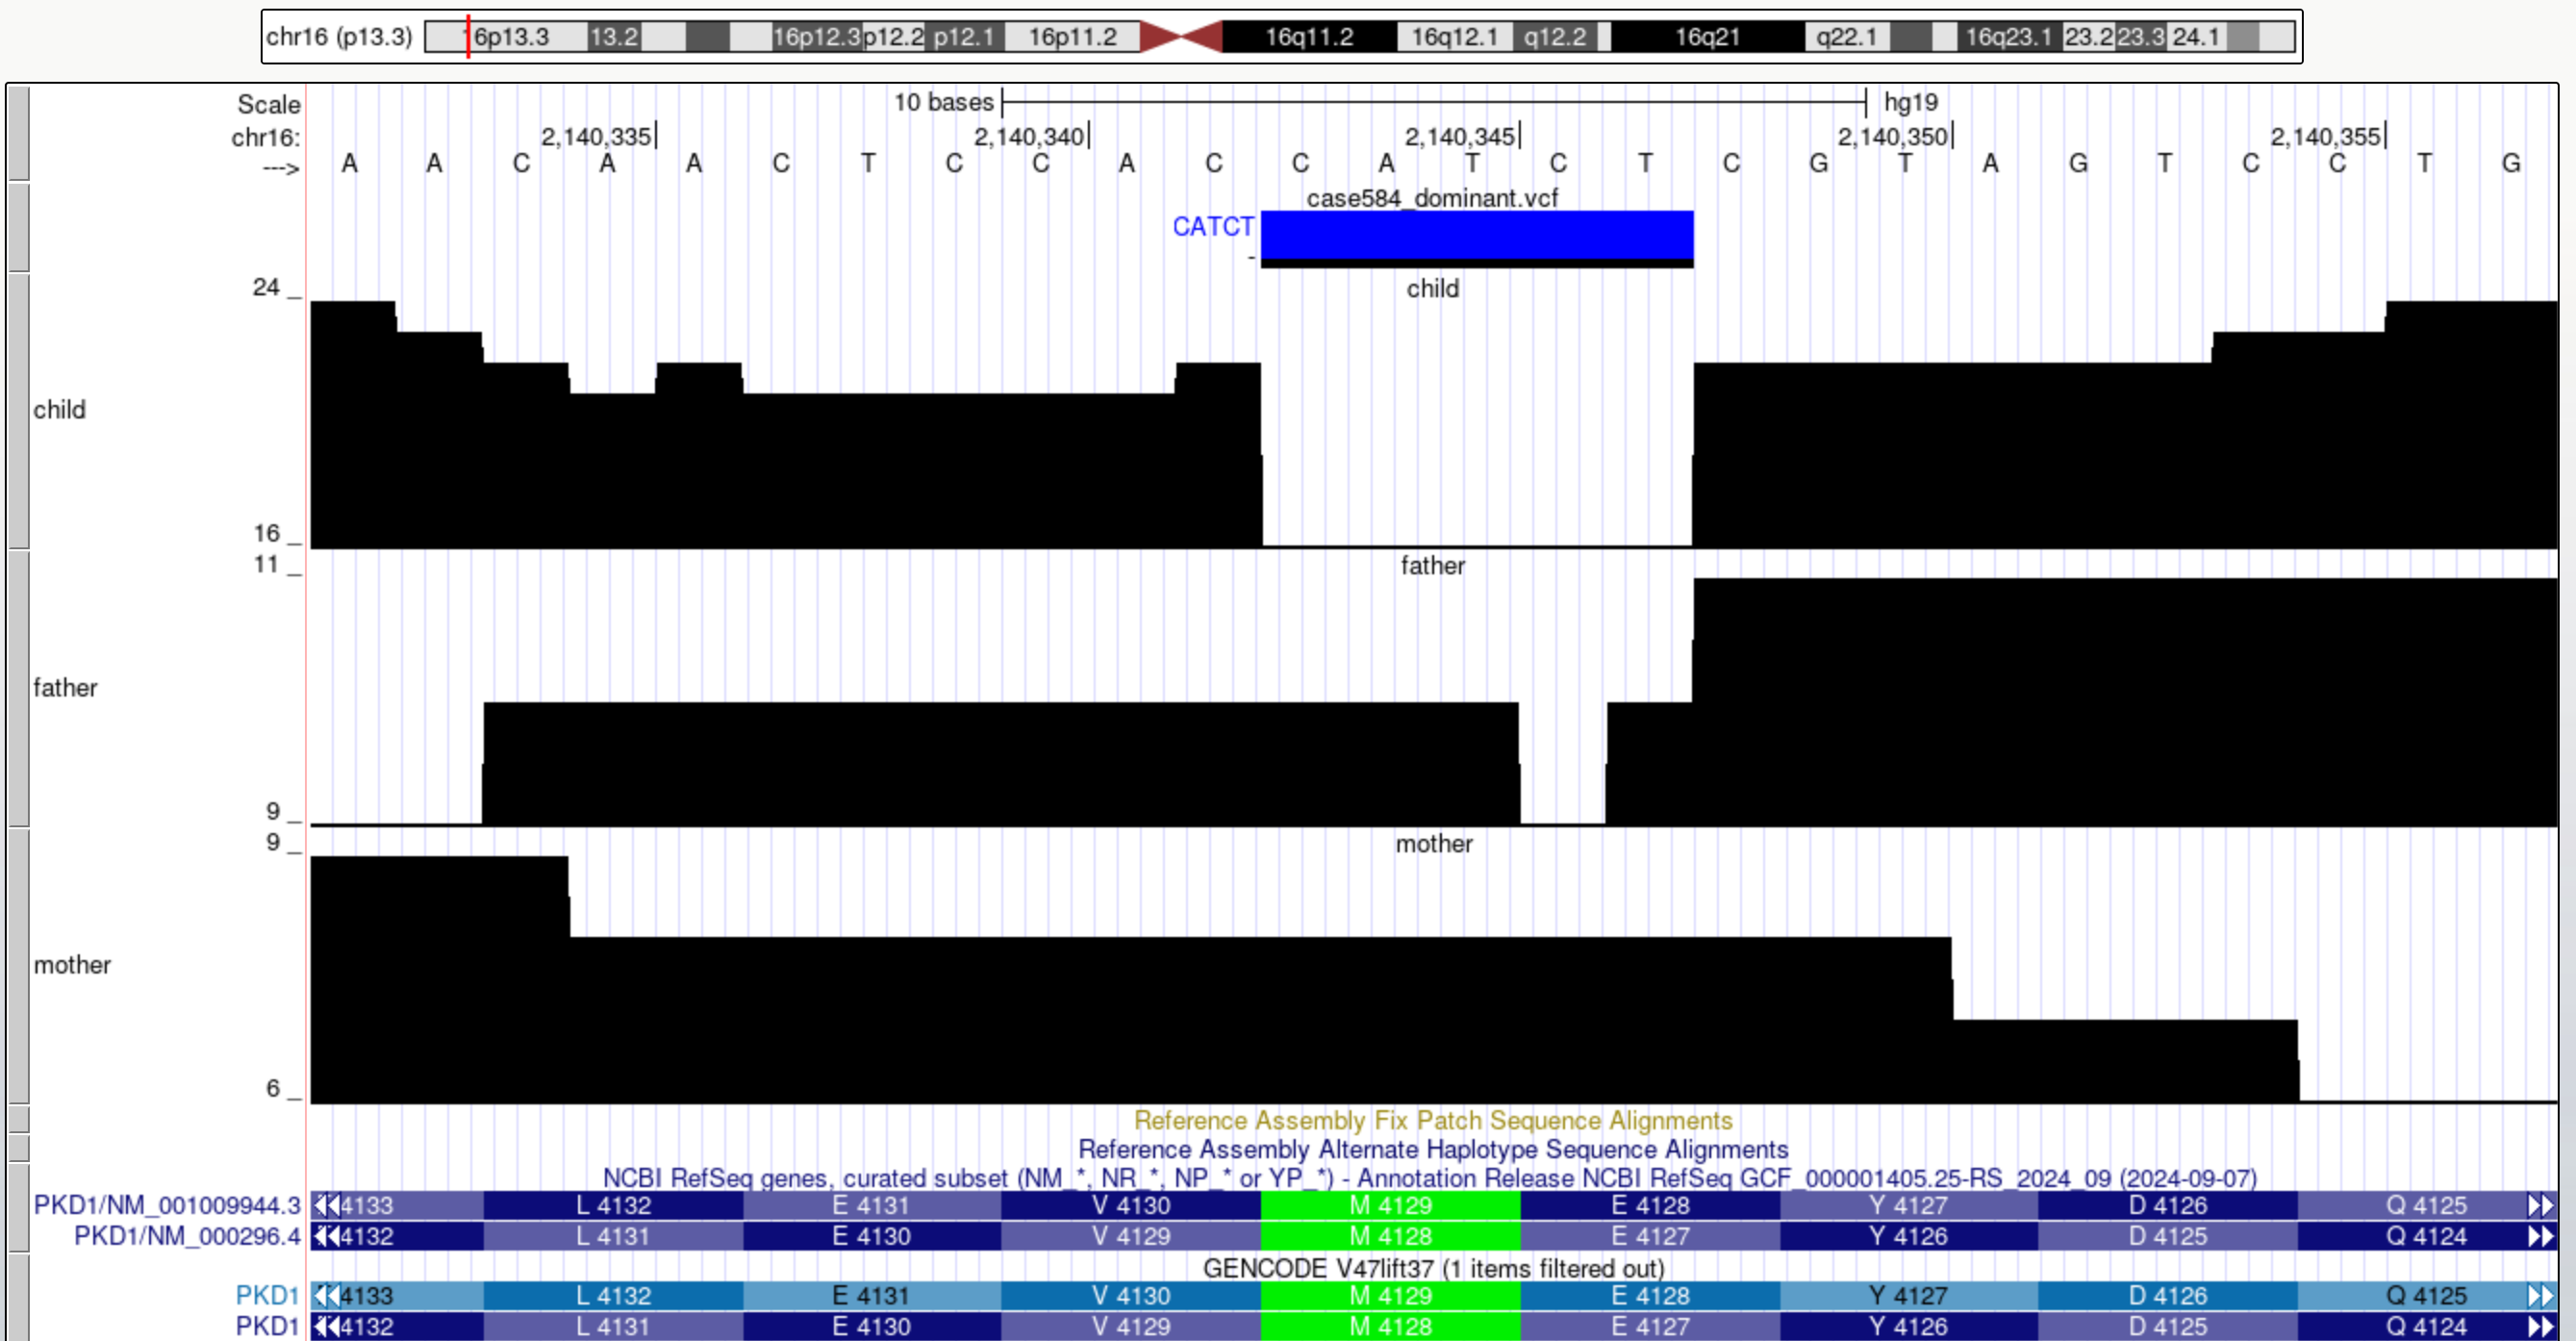 chr16 (p13.3) 16p13.3 13.2 16p12.3 p12.2 p12.1 16p11.2 16q11.2 16q12.1 q12.2 16q21 q22.1 16q23.1 23.2 23.3 24.1
Scale 10 bases hg19
chr16: 2,140,335 2,140,340 2,140,345 2,140,350 2,140,355
---> A A C A A C T C C A C C A T C T C G T A G T C C T G
case584_dominant.vcf
CATCT
-
child
24 _
child
16 _
father
11 _
father
9 _
mother
9 _
mother
6 _
Reference Assembly Fix Patch Sequence Alignments
Reference Assembly Alternate Haplotype Sequence Alignments
NCBI RefSeq genes, curated subset (NM_*, NR_*, NP_* or YP_*) - Annotation Release NCBI RefSeq GCF_000001405.25-RS_2024_09 (2024-09-07)
PKD1/NM_001009944.3 4133 L 4132 E 4131 V 4130 M 4129 E 4128 Y 4127 D 4126 Q 4125
PKD1/NM_000296.4 4132 L 4131 E 4130 V 4129 M 4128 E 4127 Y 4126 D 4125 Q 4124
GENCODE V47lift37 (1 items filtered out)
PKD1 4133 L 4132 E 4131 V 4130 M 4129 E 4128 Y 4127 D 4126 Q 4125
PKD1 4132 L 4131 E 4130 V 4129 M 4128 E 4127 Y 4126 D 4125 Q 4124